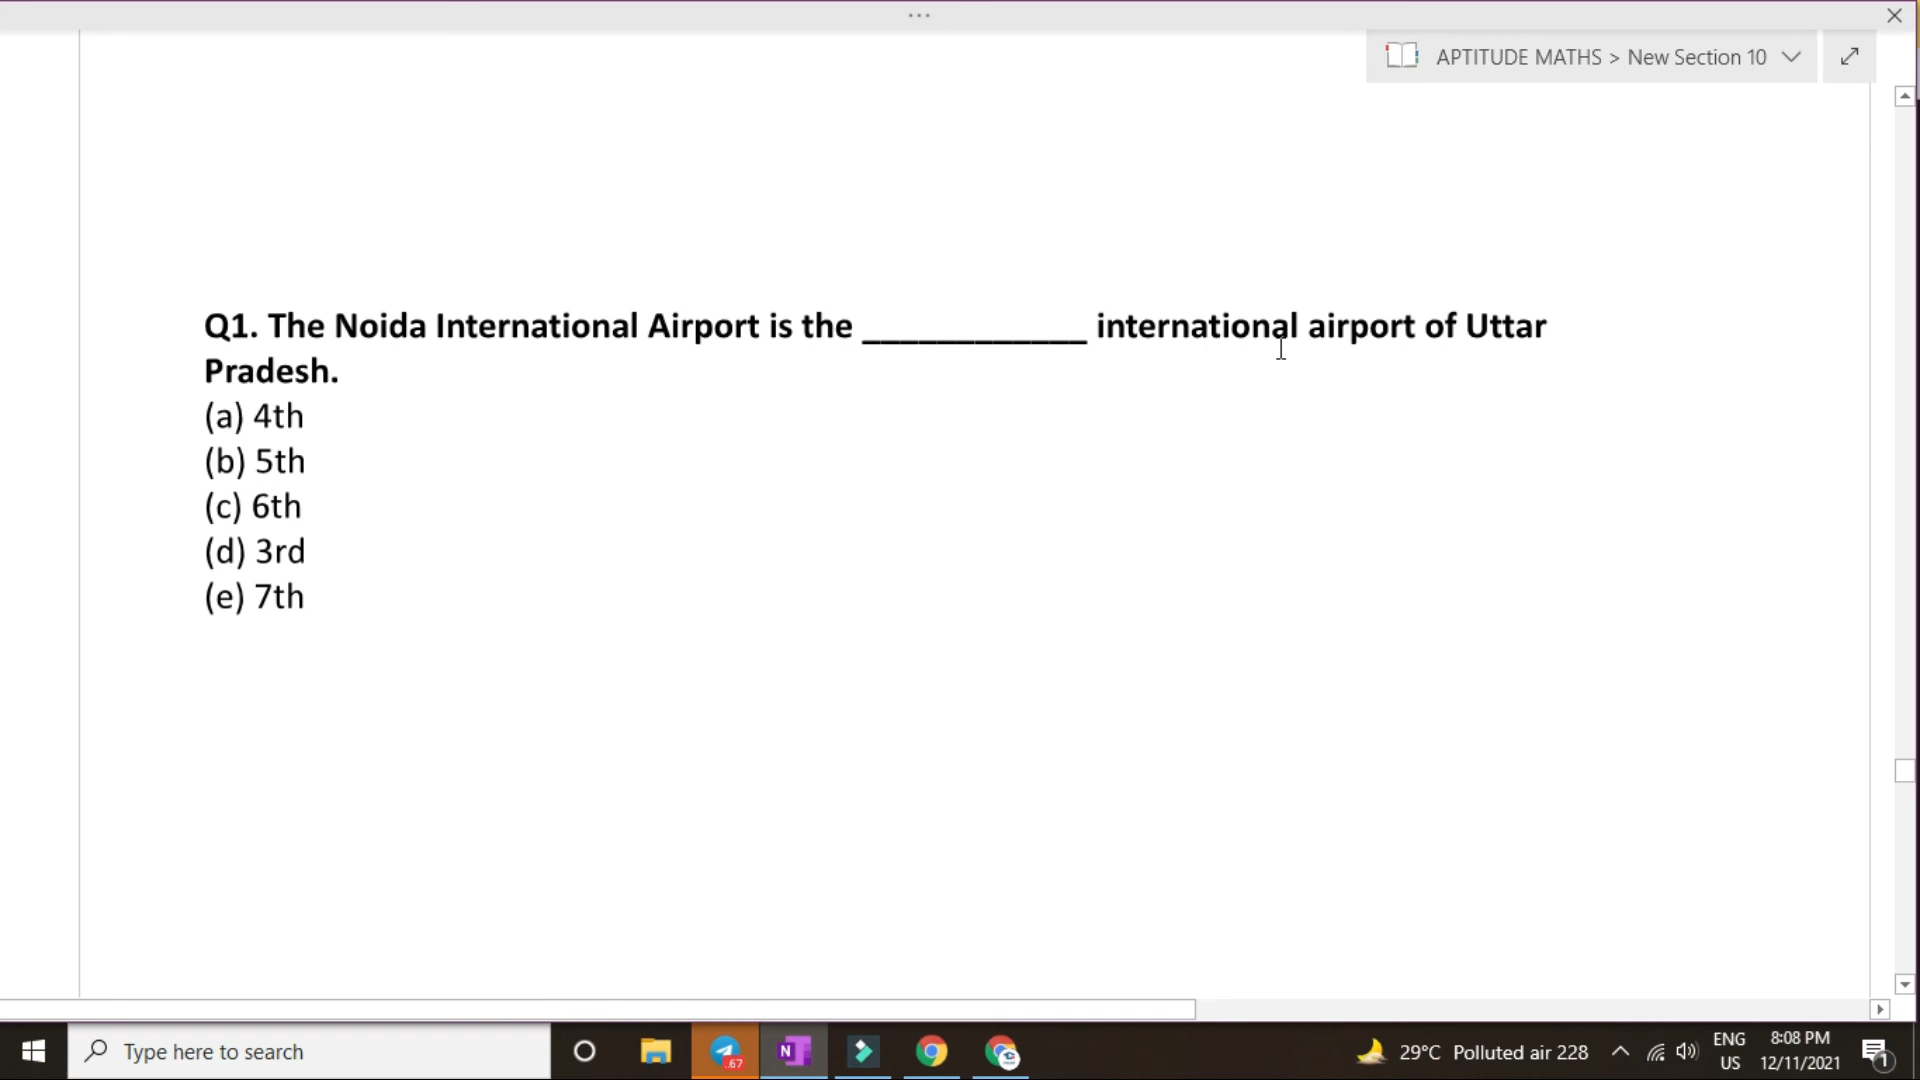 APTITUDE MATHS > New Section 10
Q1. The Noida International Airport is the ____________ international airport of Uttar
Pradesh.
(a) 4th
(b) 5th
(c) 6th
(d) 3rd
(e) 7th
Type here to search
.67
N
29°C Polluted air 228
ENG
US
8:08 PM
12/11/2021
1